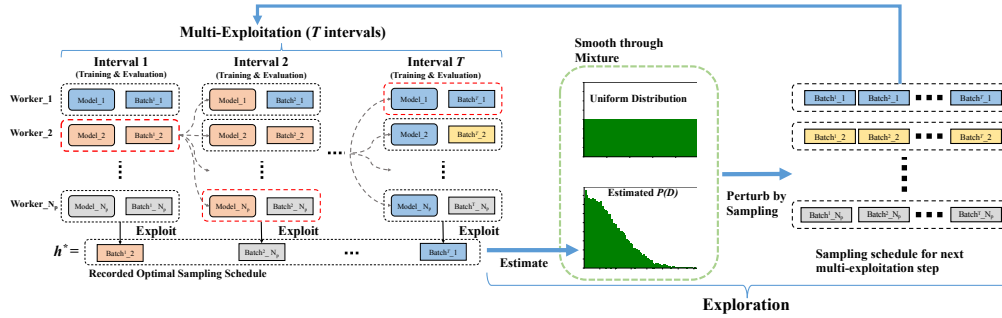 Multi-Exploitation (T intervals)
Interval 1
(Training & Evaluation)
Interval 2
(Training & Evaluation)
Interval T
(Training & Evaluation)
Worker_1
Model_1 Batch¹_1
Model_1 Batch²_1
Model_1 Batchᵀ_1
Worker_2
Model_2 Batch¹_2
Model_2 Batch²_2
Model_2 Batchᵀ_2
Worker_Nₚ
Model_Nₚ Batch¹_Nₚ
Model_Nₚ Batch²_Nₚ
Model_Nₚ Batchᵀ_Nₚ
Exploit
Exploit
Exploit
h* =
Batch¹_2
Batch²_Nₚ
...
Batchᵀ_1
Recorded Optimal Sampling Schedule
Estimate
Smooth through
Mixture
Uniform Distribution
Estimated P(D)
Perturb by
Sampling
Batch¹_1 Batch²_1 Batchᵀ_1
Batch¹_2 Batch²_2 Batchᵀ_2
Batch¹_Nₚ Batch²_Nₚ Batchᵀ_Nₚ
Sampling schedule for next
multi-exploitation step
Exploration